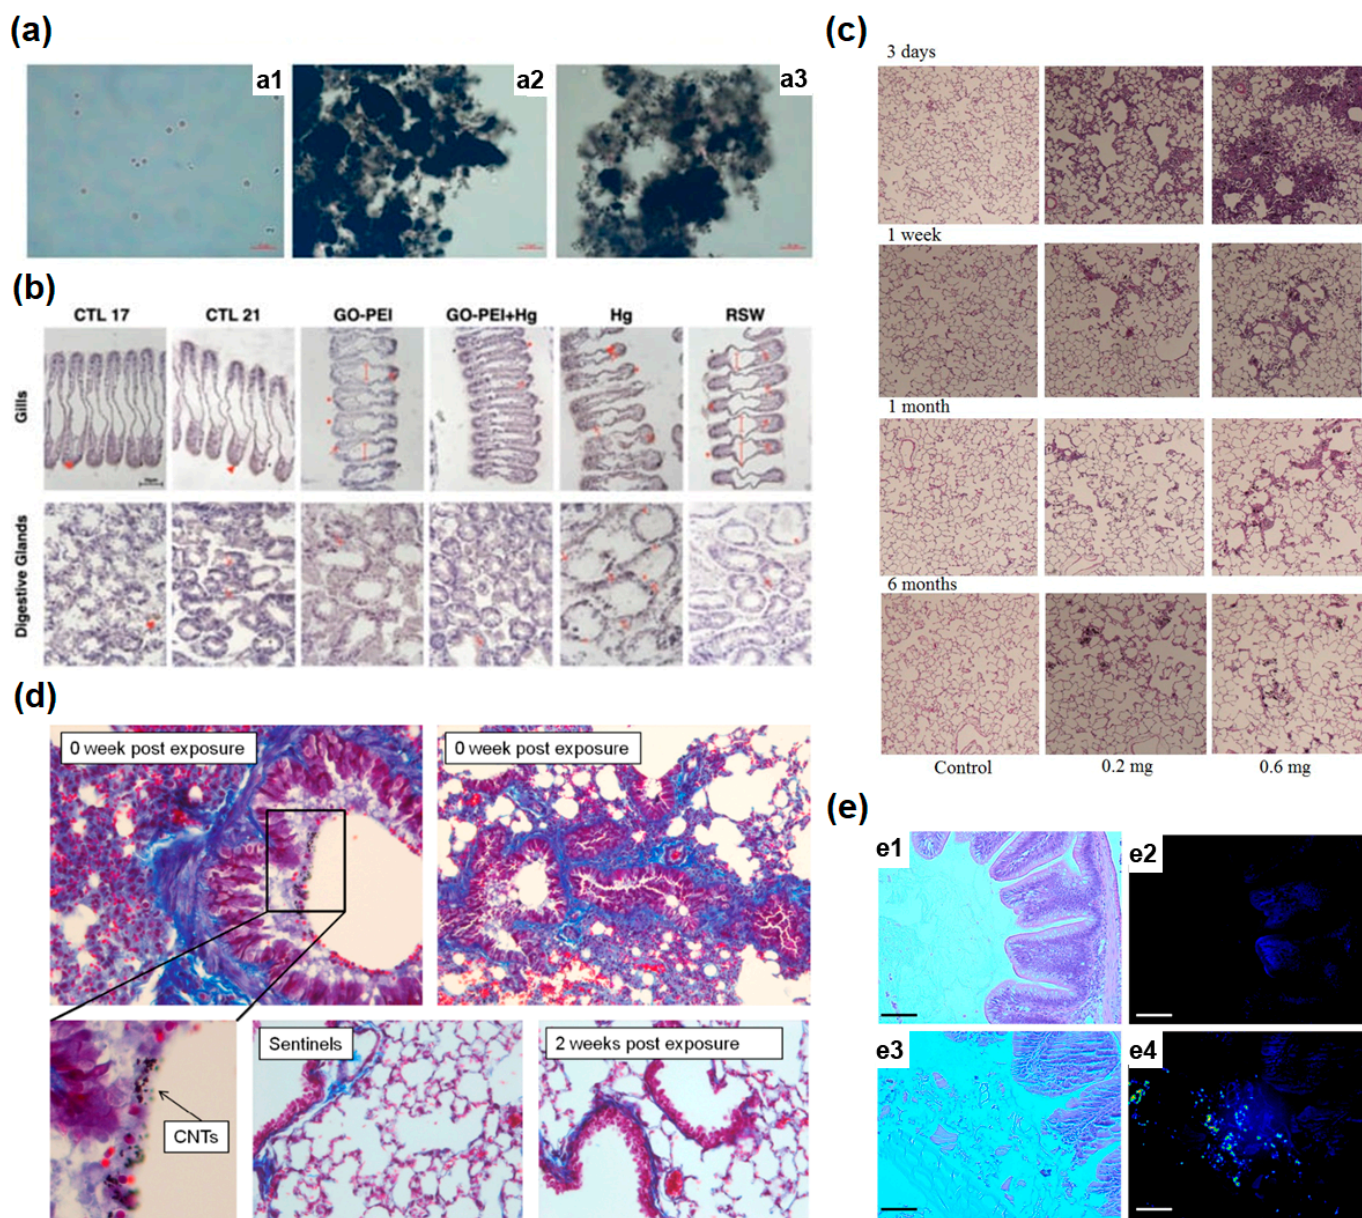 (a)
a1
a2
a3
(b)
CTL 17
CTL 21
GO-PEI
GO-PEI+Hg
Hg
RSW
Gills
Digestive Glands
(c)
3 days
1 week
1 month
6 months
Control
0.2 mg
0.6 mg
(d)
0 week post exposure
0 week post exposure
CNTs
Sentinels
2 weeks post exposure
(e)
e1
e2
e3
e4